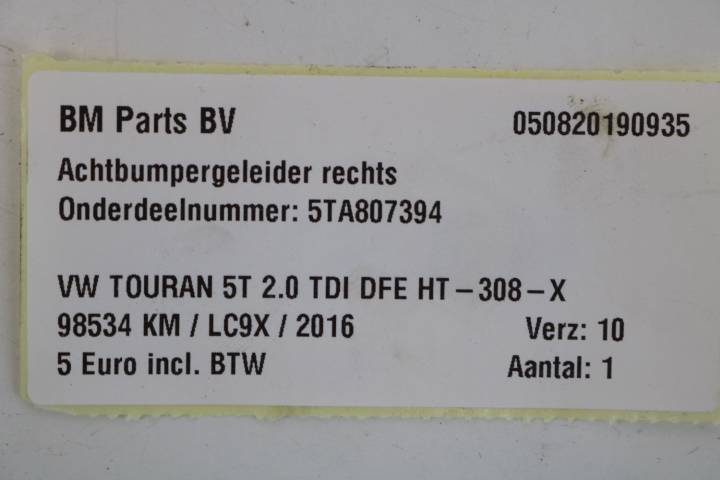 BM Parts BV 050820190935
Achtbumpergeleider rechts
Onderdeelnummer: 5TA807394
VW TOURAN 5T 2.0 TDI DFE HT-308-X
98534 KM / LC9X / 2016 Verz: 10
5 Euro incl. BTW Aantal: 1